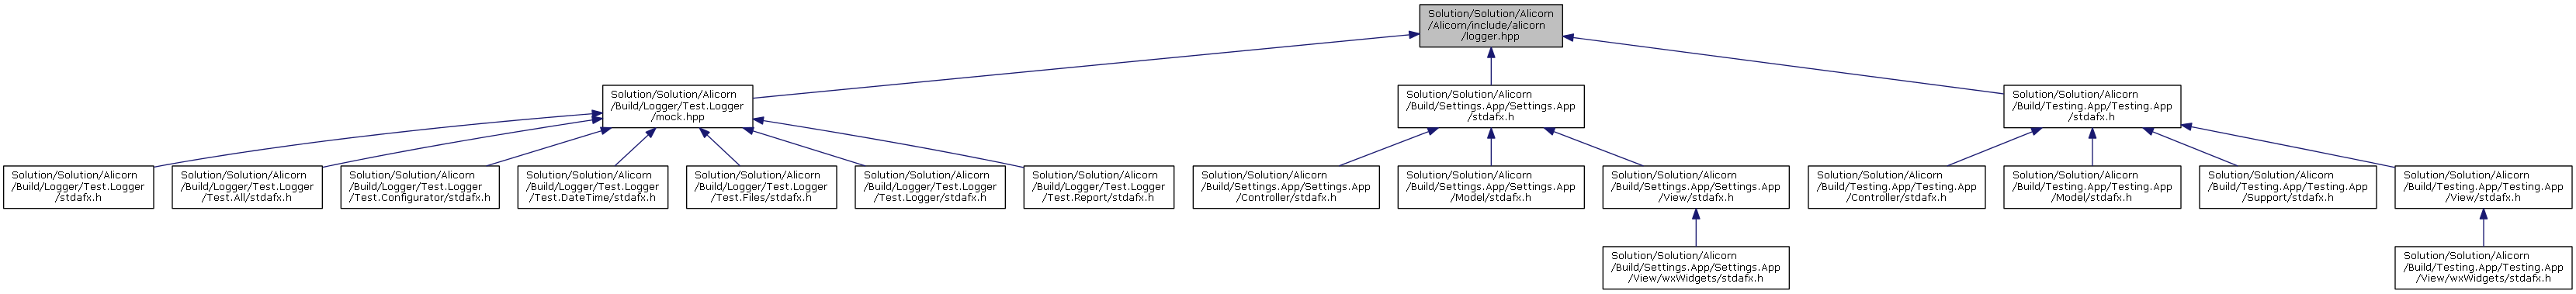 Solution/Solution/Alicorn
/Alicorn/include/alicorn
/logger.hpp
Solution/Solution/Alicorn
/Build/Logger/Test.Logger
/mock.hpp
Solution/Solution/Alicorn
/Build/Settings.App/Settings.App
/stdafx.h
Solution/Solution/Alicorn
/Build/Testing.App/Testing.App
/stdafx.h
Solution/Solution/Alicorn
/Build/Logger/Test.Logger
/stdafx.h
Solution/Solution/Alicorn
/Build/Logger/Test.Logger
/Test.All/stdafx.h
Solution/Solution/Alicorn
/Build/Logger/Test.Logger
/Test.Configurator/stdafx.h
Solution/Solution/Alicorn
/Build/Logger/Test.Logger
/Test.DateTime/stdafx.h
Solution/Solution/Alicorn
/Build/Logger/Test.Logger
/Test.Files/stdafx.h
Solution/Solution/Alicorn
/Build/Logger/Test.Logger
/Test.Logger/stdafx.h
Solution/Solution/Alicorn
/Build/Logger/Test.Logger
/Test.Report/stdafx.h
Solution/Solution/Alicorn
/Build/Settings.App/Settings.App
/Controller/stdafx.h
Solution/Solution/Alicorn
/Build/Settings.App/Settings.App
/Model/stdafx.h
Solution/Solution/Alicorn
/Build/Settings.App/Settings.App
/View/stdafx.h
Solution/Solution/Alicorn
/Build/Testing.App/Testing.App
/Controller/stdafx.h
Solution/Solution/Alicorn
/Build/Testing.App/Testing.App
/Model/stdafx.h
Solution/Solution/Alicorn
/Build/Testing.App/Testing.App
/Support/stdafx.h
Solution/Solution/Alicorn
/Build/Testing.App/Testing.App
/View/stdafx.h
Solution/Solution/Alicorn
/Build/Settings.App/Settings.App
/View/wxWidgets/stdafx.h
Solution/Solution/Alicorn
/Build/Testing.App/Testing.App
/View/wxWidgets/stdafx.h